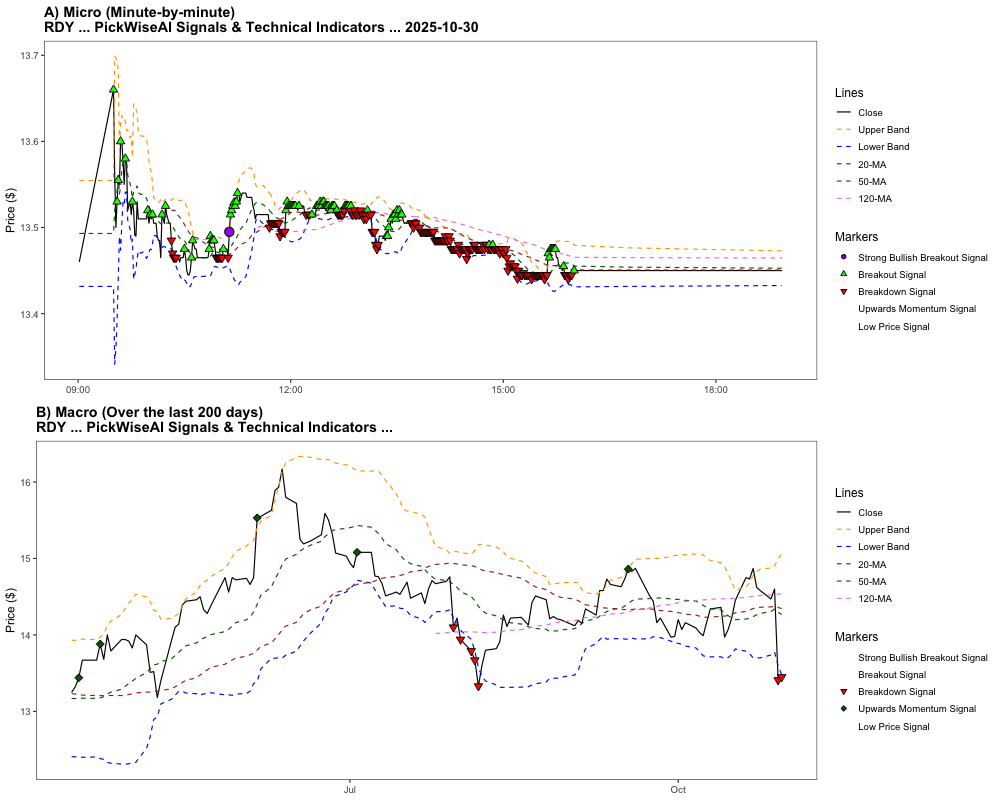 A) Micro (Minute-by-minute)
RDY ... PickWiseAI Signals & Technical Indicators ... 2025-10-30
Price ($)
13.7
13.6
13.5
13.4
09:00
12:00
15:00
18:00
Lines
Close
Upper Band
Lower Band
20-MA
50-MA
120-MA
Markers
Strong Bullish Breakout Signal
Breakout Signal
Breakdown Signal
Upwards Momentum Signal
Low Price Signal
B) Macro (Over the last 200 days)
RDY ... PickWiseAI Signals & Technical Indicators ...
Price ($)
16
15
14
13
Jul
Oct
Lines
Close
Upper Band
Lower Band
20-MA
50-MA
120-MA
Markers
Strong Bullish Breakout Signal
Breakout Signal
Breakdown Signal
Upwards Momentum Signal
Low Price Signal